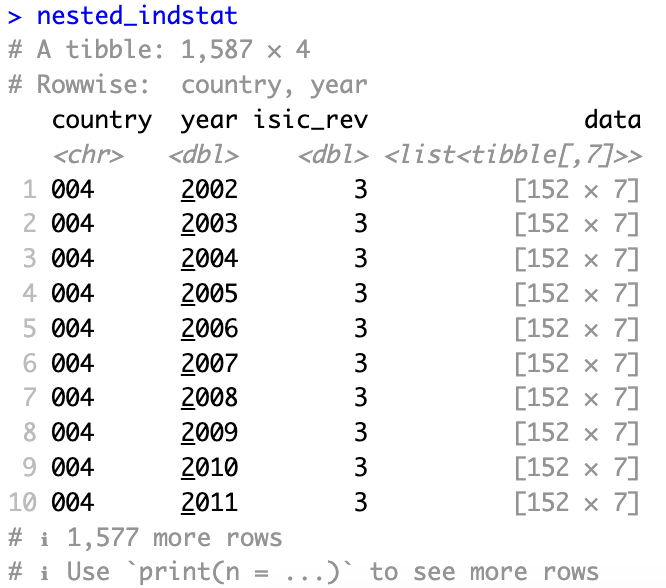 > nested_indstat
# A tibble: 1,587 × 4
# Rowwise:  country, year
   country  year isic_rev                data
   <chr>   <dbl>    <dbl> <list<tibble[,7]>>
 1 004      2002        3          [152 × 7]
 2 004      2003        3          [152 × 7]
 3 004      2004        3          [152 × 7]
 4 004      2005        3          [152 × 7]
 5 004      2006        3          [152 × 7]
 6 004      2007        3          [152 × 7]
 7 004      2008        3          [152 × 7]
 8 004      2009        3          [152 × 7]
 9 004      2010        3          [152 × 7]
10 004      2011        3          [152 × 7]
# ℹ 1,577 more rows
# ℹ Use `print(n = ...)` to see more rows